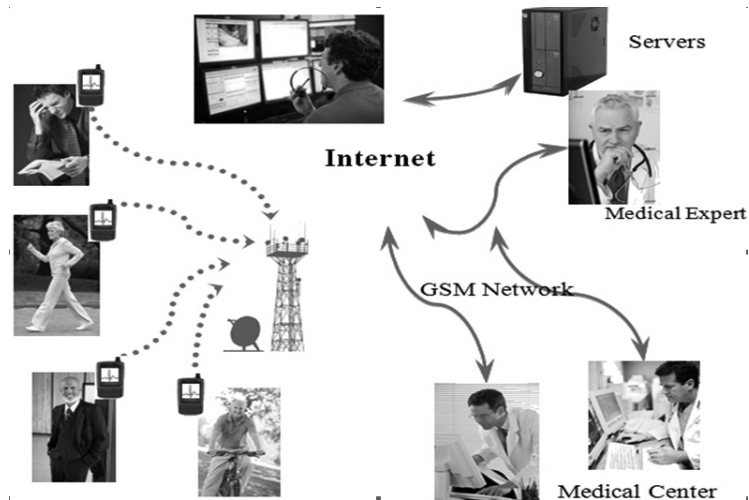 Servers
Internet
Medical Expert
GSM Network
Medical Center